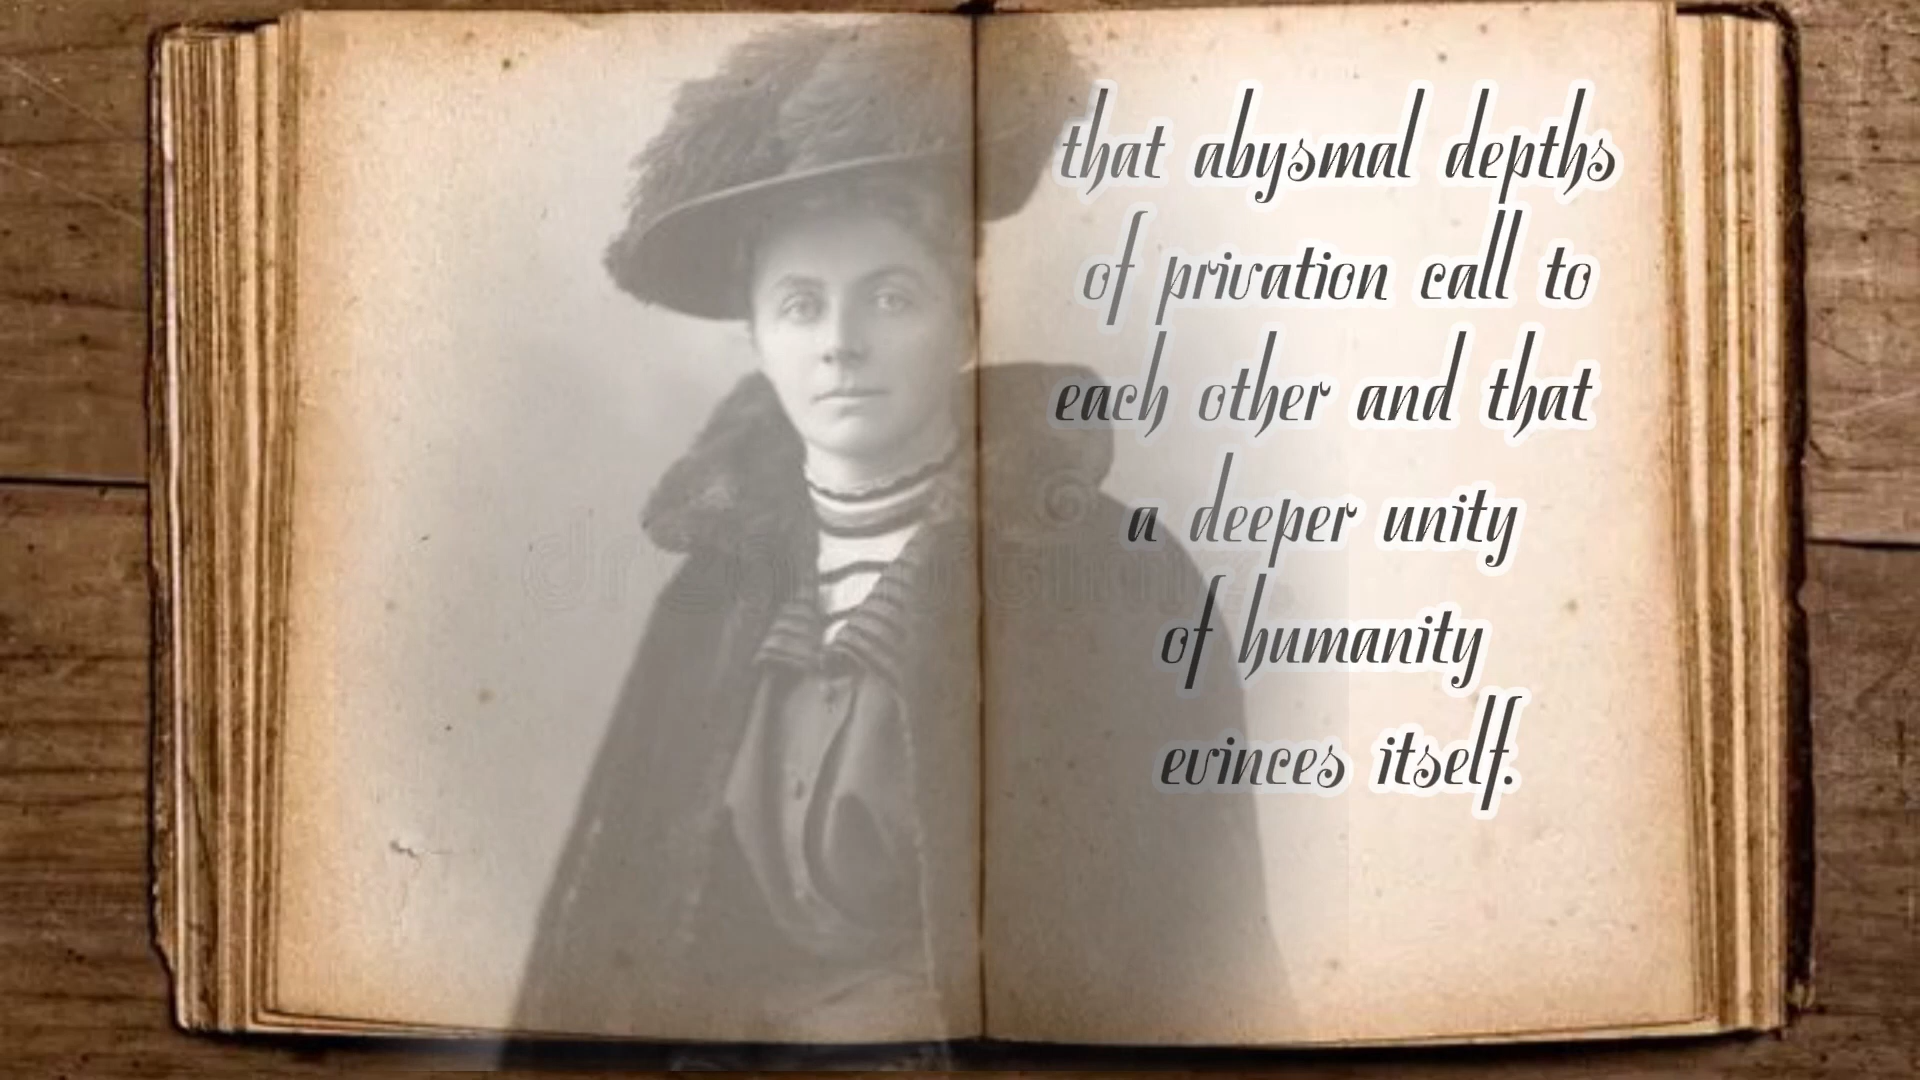 that abysmal depths
of privation call to
each other and that
a deeper unity
of humanity
evinces itself.